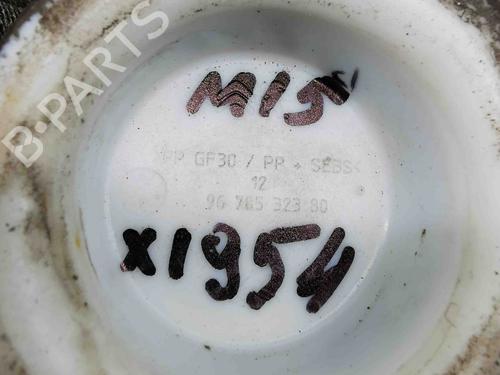 B-PARTS
M15
PP GF30 / PP + SEBS<
12
96 765 323 80
X1954